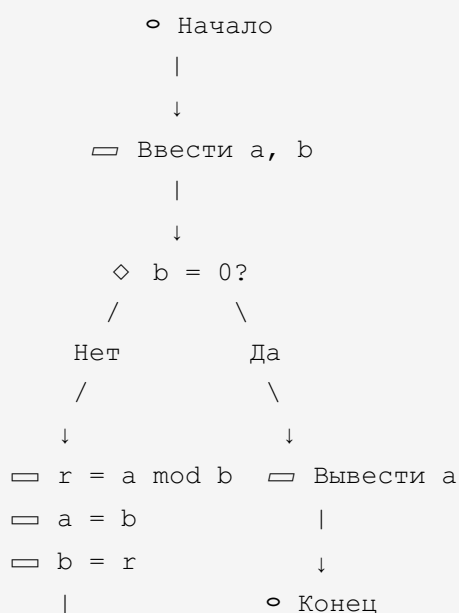 Начало
|
↓
Ввести a, b
|
↓
b = 0?
/ \
Нет Да
/ \
↓ ↓
r = a mod b Вывести a
a = b |
b = r ↓
| Конец